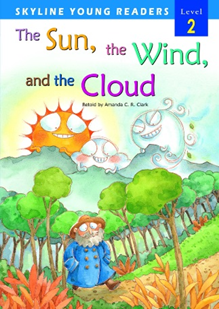 SKYLINE YOUNG READERS
Level
2
The Sun, the Wind,
and the Cloud
Retold by Amanda C. R. Clark